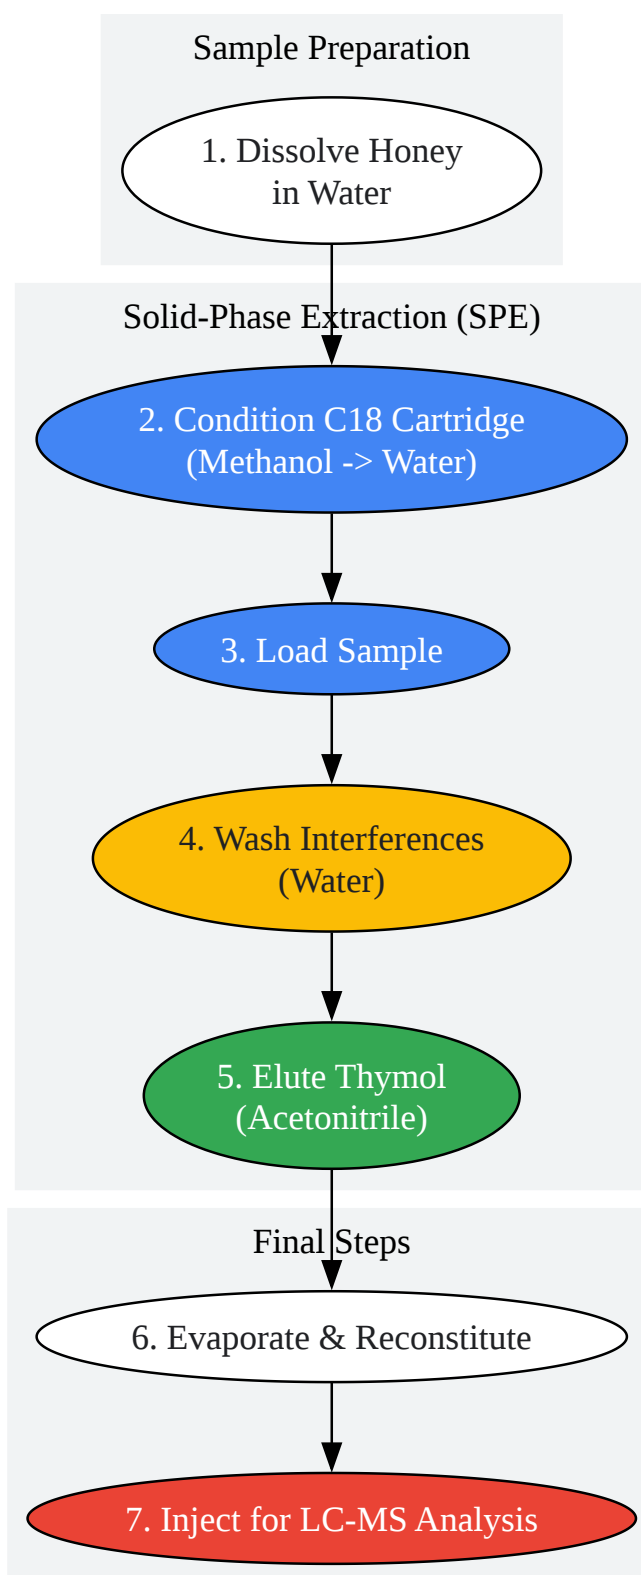 Sample Preparation
1. Dissolve Honey
in Water
Solid-Phase Extraction (SPE)
2. Condition C18 Cartridge
(Methanol -> Water)
3. Load Sample
4. Wash Interferences
(Water)
5. Elute Thymol
(Acetonitrile)
Final Steps
6. Evaporate & Reconstitute
7. Inject for LC-MS Analysis